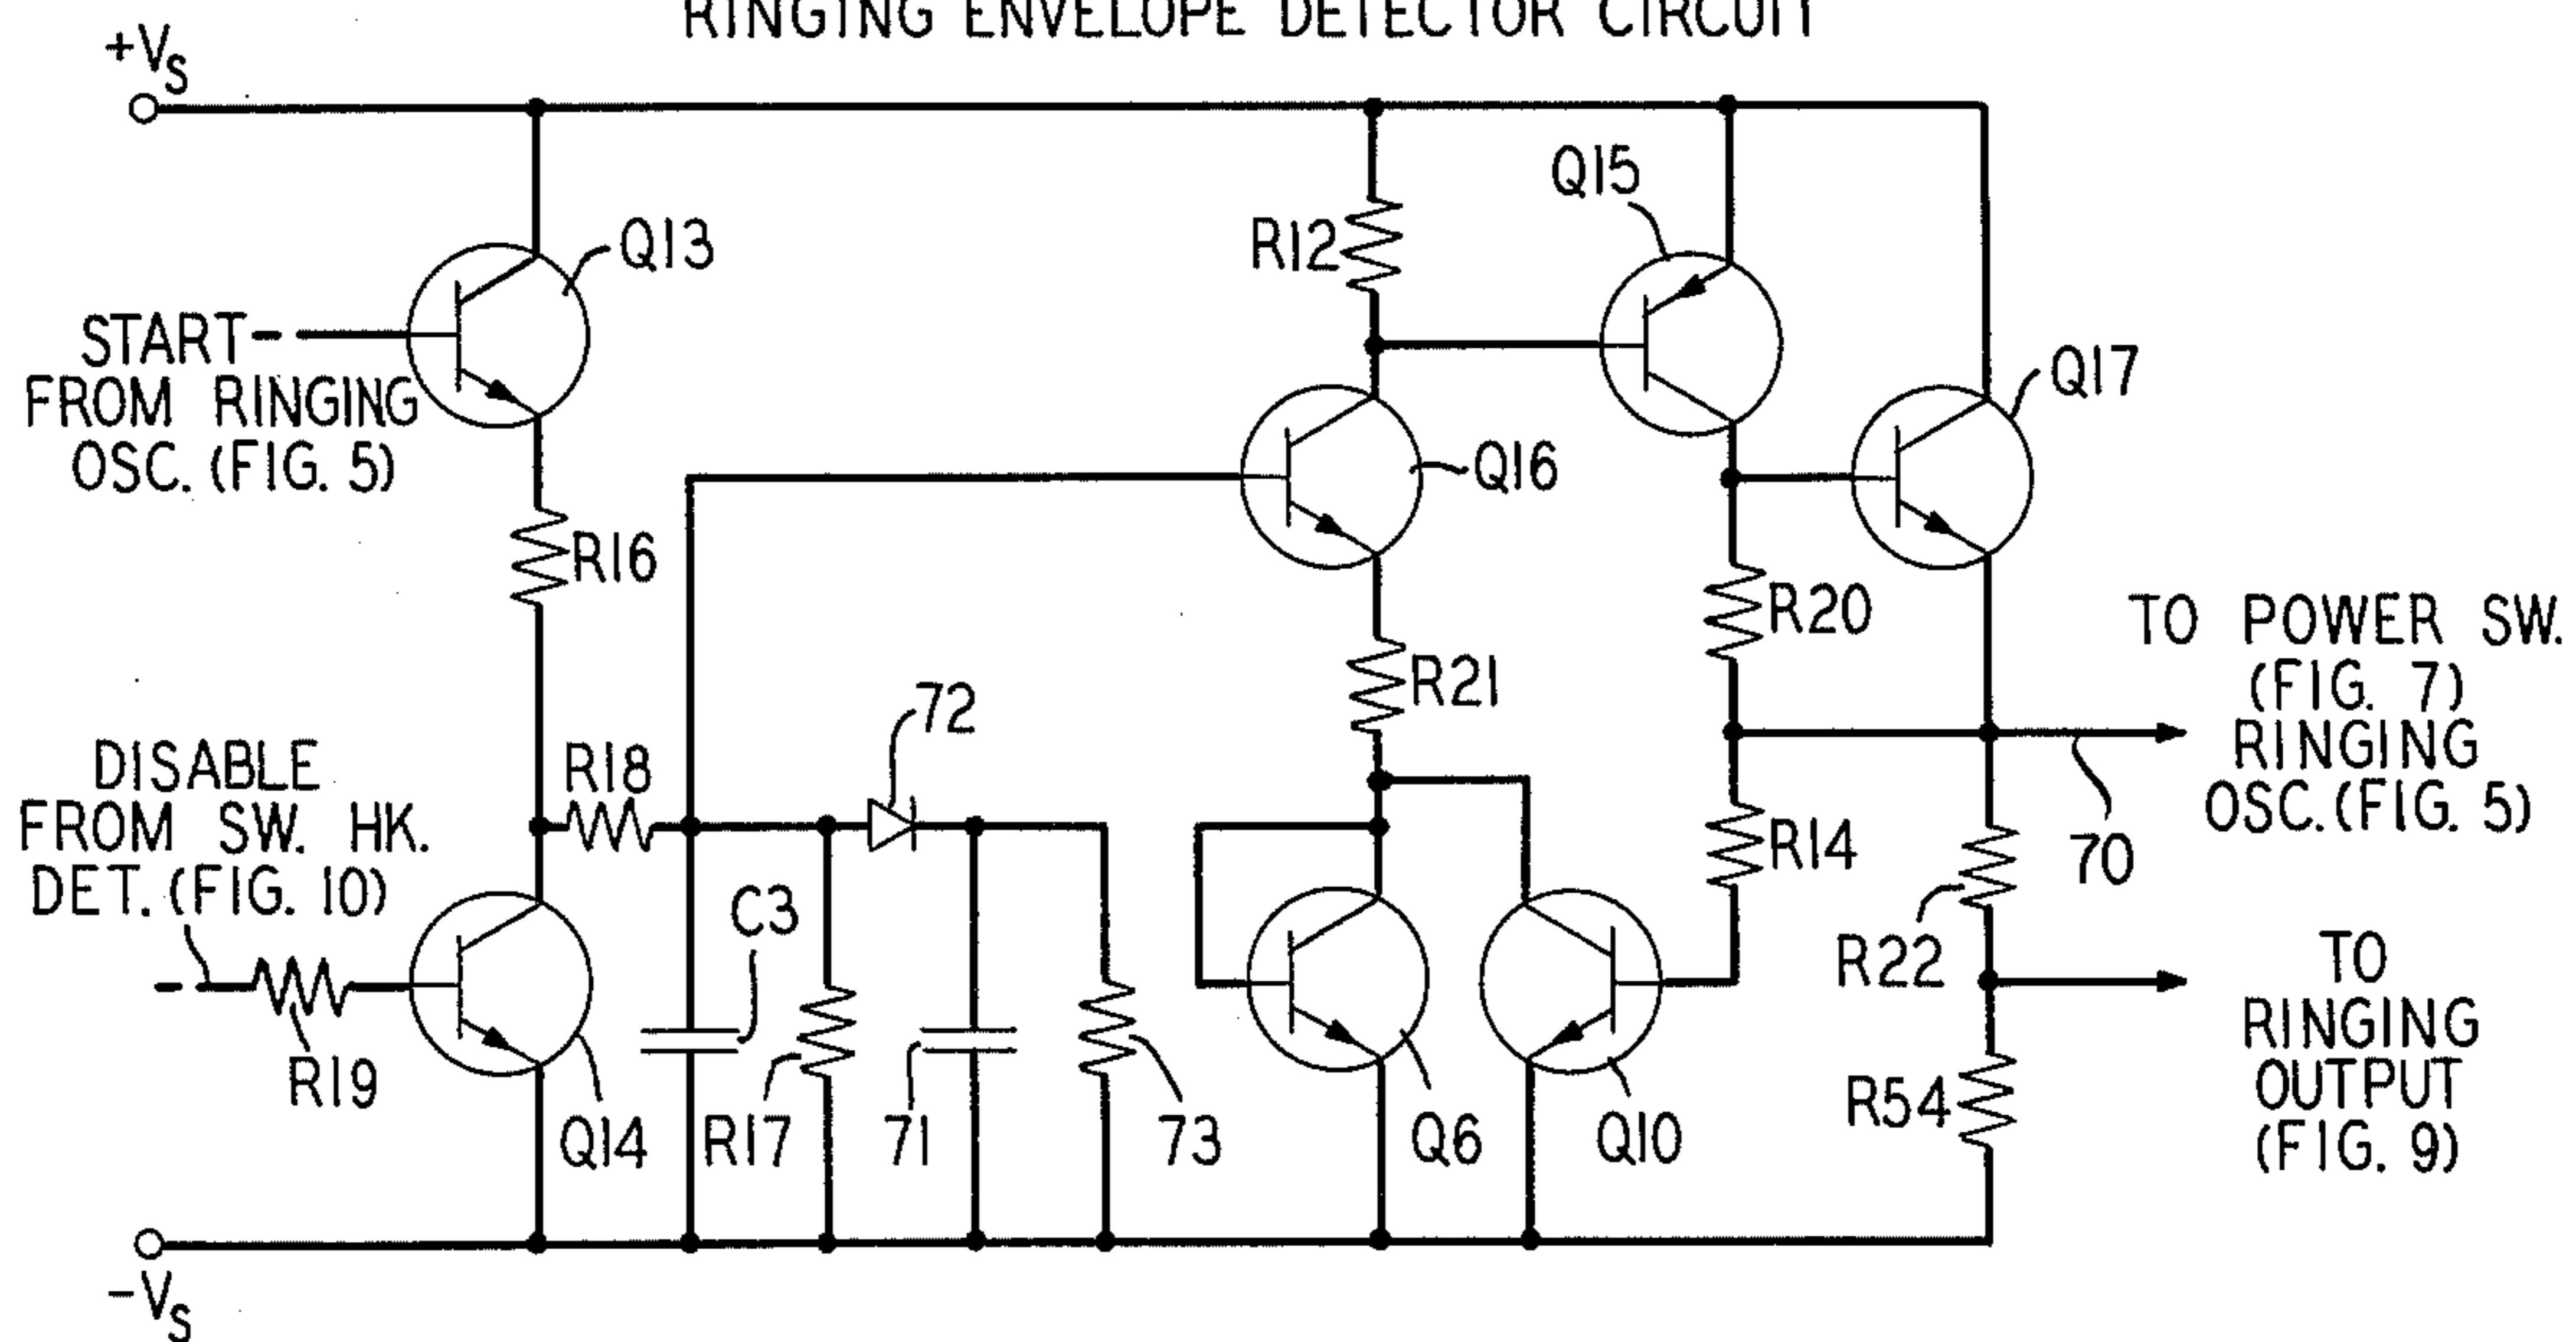 RINGING ENVELOPE DETECTOR CIRCUIT
+VS
Q13
START
FROM RINGING
OSC. (FIG. 5)
R16
R12
Q15
Q16
Q17
R20
R21
TO POWER SW.
(FIG. 7)
RINGING
OSC. (FIG. 5)
70
DISABLE
FROM SW. HK.
DET. (FIG. 10)
R18
72
R19
Q14
C3
R17
71
73
Q6
Q10
R14
R22
R54
TO
RINGING
OUTPUT
(FIG. 9)
-VS